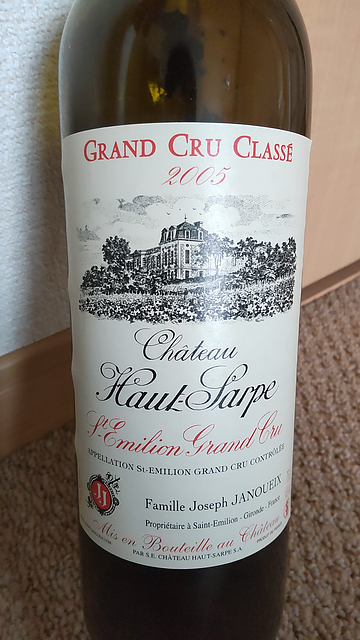 GRAND CRU CLASSÉ
2005
Château
Haut-Sarpe
St-Emilion Grand Cru
APPELLATION St-EMILION GRAND CRU CONTRÔLÉE
JJ
Famille Joseph JANOUEIX
Propriétaire à Saint-Emilion - Gironde - France
Mis en Bouteille au Château
PAR S.E. CHÂTEAU HAUT-SARPE S.A.